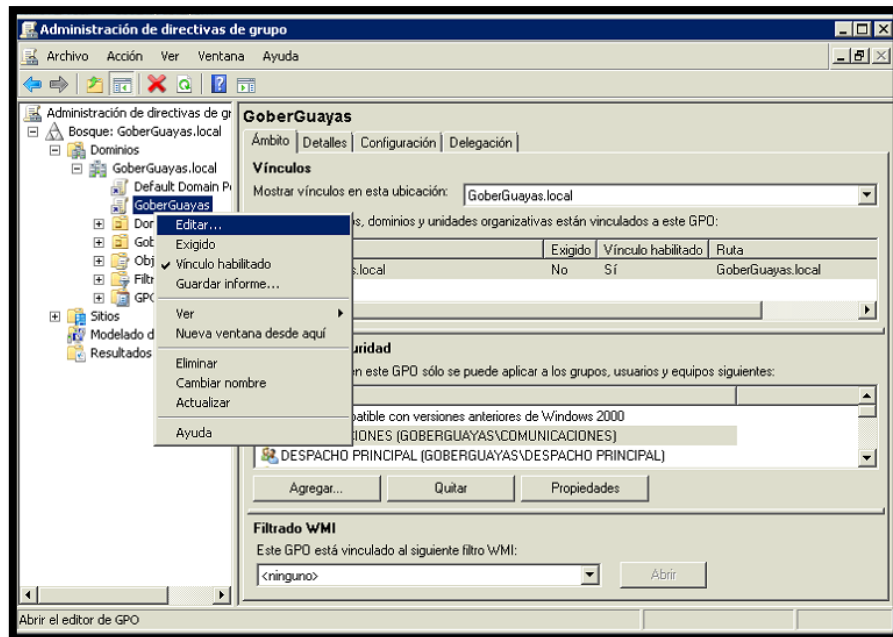 Administración de directivas de grupo
Archivo Acción Ver Ventana Ayuda
Administración de directivas de gr
Bosque: GoberGuayas.local
Dominios
GoberGuayas.local
Default Domain P
GoberGuayas
Dor
Gob
Obj
Filtr
GPC
Sitios
Modelado d
Resultados
Editar...
Exigido
Vínculo habilitado
Guardar informe...
Ver
Nueva ventana desde aquí
Eliminar
Cambiar nombre
Actualizar
Ayuda
GoberGuayas
Ámbito Detalles Configuración Delegación
Vínculos
Mostrar vínculos en esta ubicación: GoberGuayas.local
s, dominios y unidades organizativas están vinculados a este GPO:
Exigido Vínculo habilitado Ruta
s.local No Sí GoberGuayas.local
uridad
n este GPO sólo se puede aplicar a los grupos, usuarios y equipos siguientes:
patible con versiones anteriores de Windows 2000
IONES (GOBERGUAYAS\COMUNICACIONES)
DESPACHO PRINCIPAL (GOBERGUAYAS\DESPACHO PRINCIPAL)
Agregar... Quitar Propiedades
Filtrado WMI
Este GPO está vinculado al siguiente filtro WMI:
<ninguno> Abrir
Abrir el editor de GPO